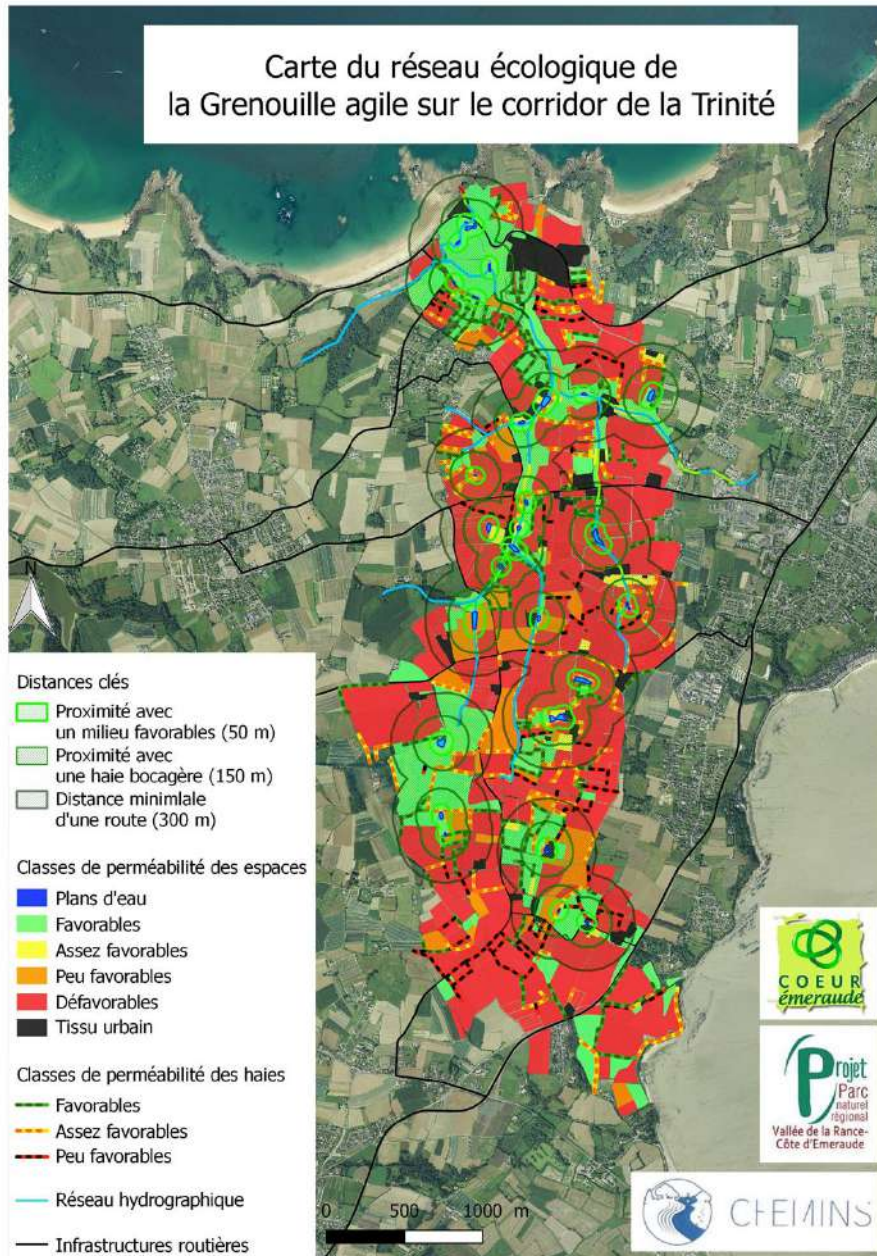 Carte du réseau écologique de
la Grenouille agile sur le corridor de la Trinité
N
Distances clés
Proximité avec
un milieu favorables (50 m)
Proximité avec
une haie bocagère (150 m)
Distance minimlale
d'une route (300 m)
Classes de perméabilité des espaces
Plans d'eau
Favorables
Assez favorables
Peu favorables
Défavorables
Tissu urbain
Classes de perméabilité des haies
Favorables
Assez favorables
Peu favorables
Réseau hydrographique
Infrastructures routières
0 500 1000 m
COEUR
émeraude
Projet
Parc
naturel
régional
Vallée de la Rance-
Côte d'Emeraude
CHEMINS